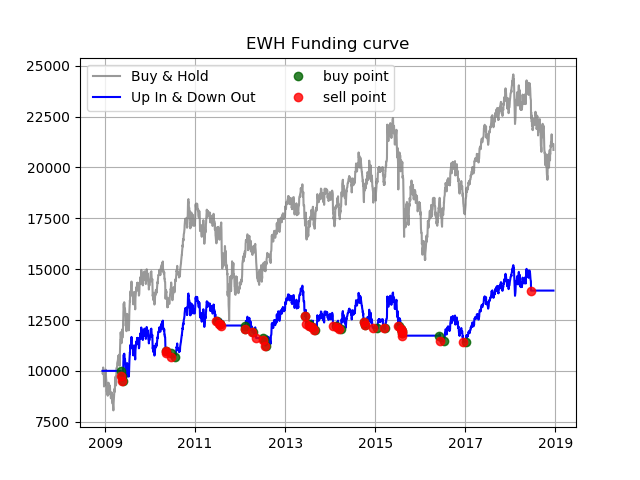 EWH Funding curve
Buy & Hold
Up In & Down Out
buy point
sell point
25000
22500
20000
17500
15000
12500
10000
7500
2009 2011 2013 2015 2017 2019